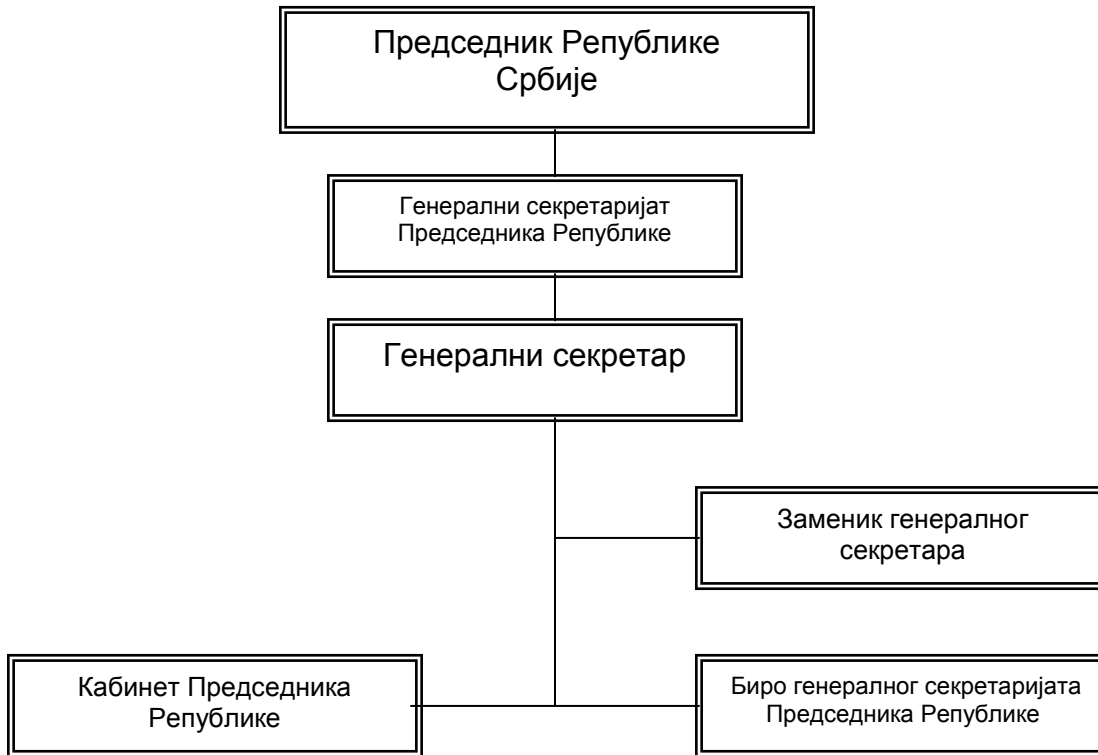 Председник Републике
Србије
Генерални секретаријат
Председника Републике
Генерални секретар
Заменик генералног
секретара
Кабинет Председника
Републике
Биро генералног секретаријата
Председника Републике